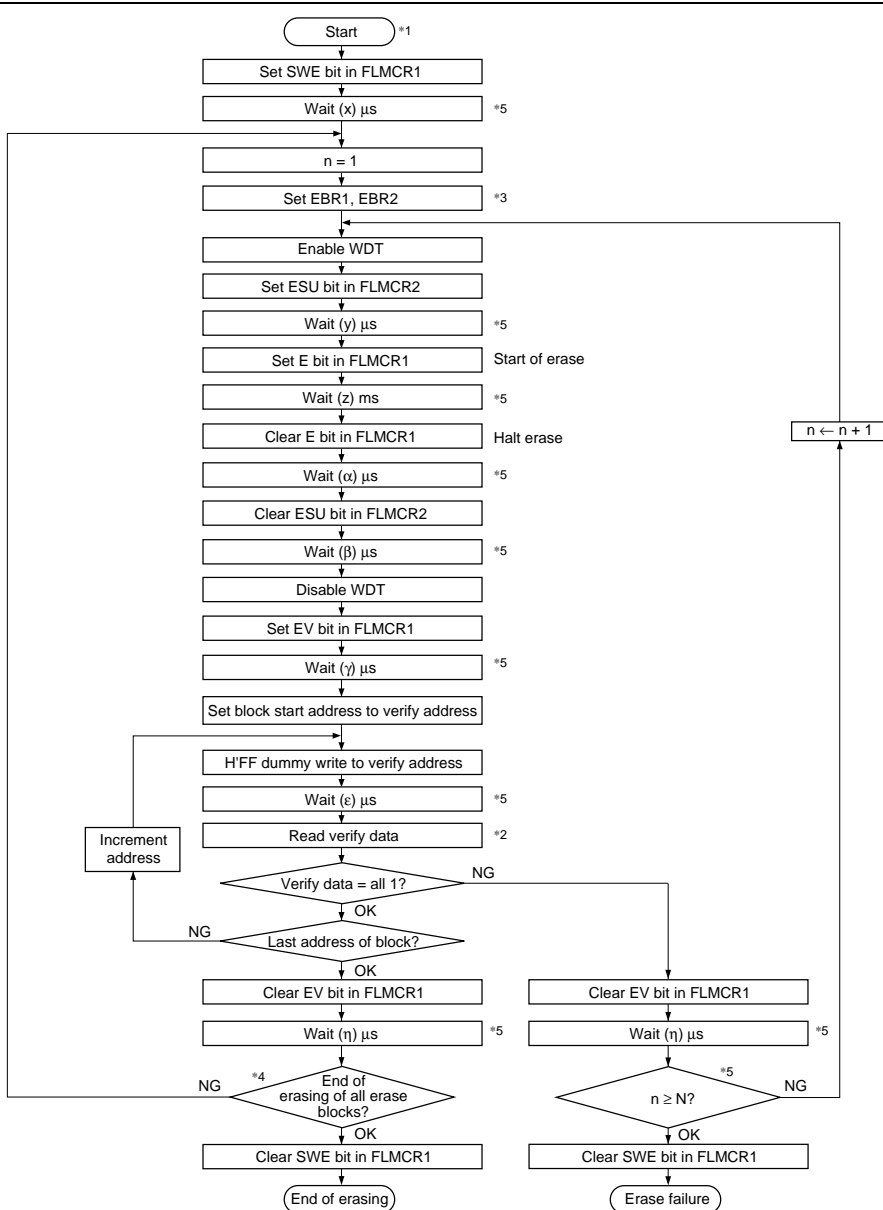 Start *1
Set SWE bit in FLMCR1
Wait (x) μs *5
n = 1
Set EBR1, EBR2 *3
Enable WDT
Set ESU bit in FLMCR2
Wait (y) μs *5
Set E bit in FLMCR1 Start of erase
Wait (z) ms *5
n ← n + 1
Clear E bit in FLMCR1 Halt erase
Wait (α) μs *5
Clear ESU bit in FLMCR2
Wait (β) μs *5
Disable WDT
Set EV bit in FLMCR1
Wait (γ) μs *5
Set block start address to verify address
H'FF dummy write to verify address
Wait (ε) μs *5
Read verify data *2
Increment
address
Verify data = all 1? NG
OK
NG Last address of block?
OK
Clear EV bit in FLMCR1 Clear EV bit in FLMCR1
Wait (η) μs *5 Wait (η) μs *5
NG *4 End of
erasing of all erase
blocks?
*5
n ≥ N? NG
OK OK
Clear SWE bit in FLMCR1 Clear SWE bit in FLMCR1
End of erasing Erase failure